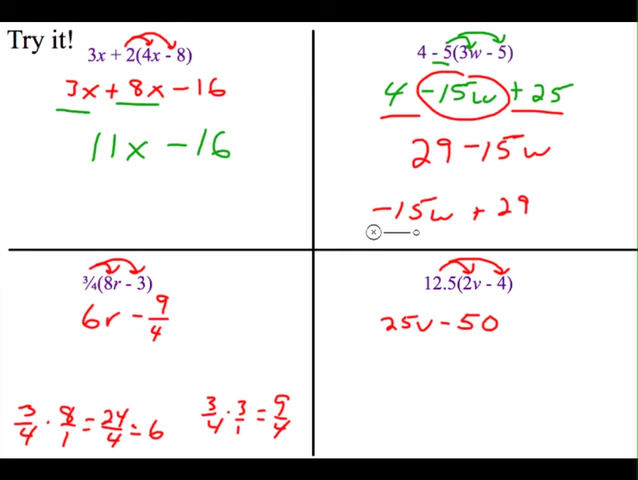 Try it!
3x + 2(4x - 8)
3x + 8x - 16
11x - 16
4 - 5(3w - 5)
4 - 15w + 25
29 - 15w
-15w + 29
¾(8r - 3)
6r - 9/4
3/4 · 8/1 = 24/4 = 6
3/4 · 3/1 = 9/4
12.5(2v - 4)
25v - 50